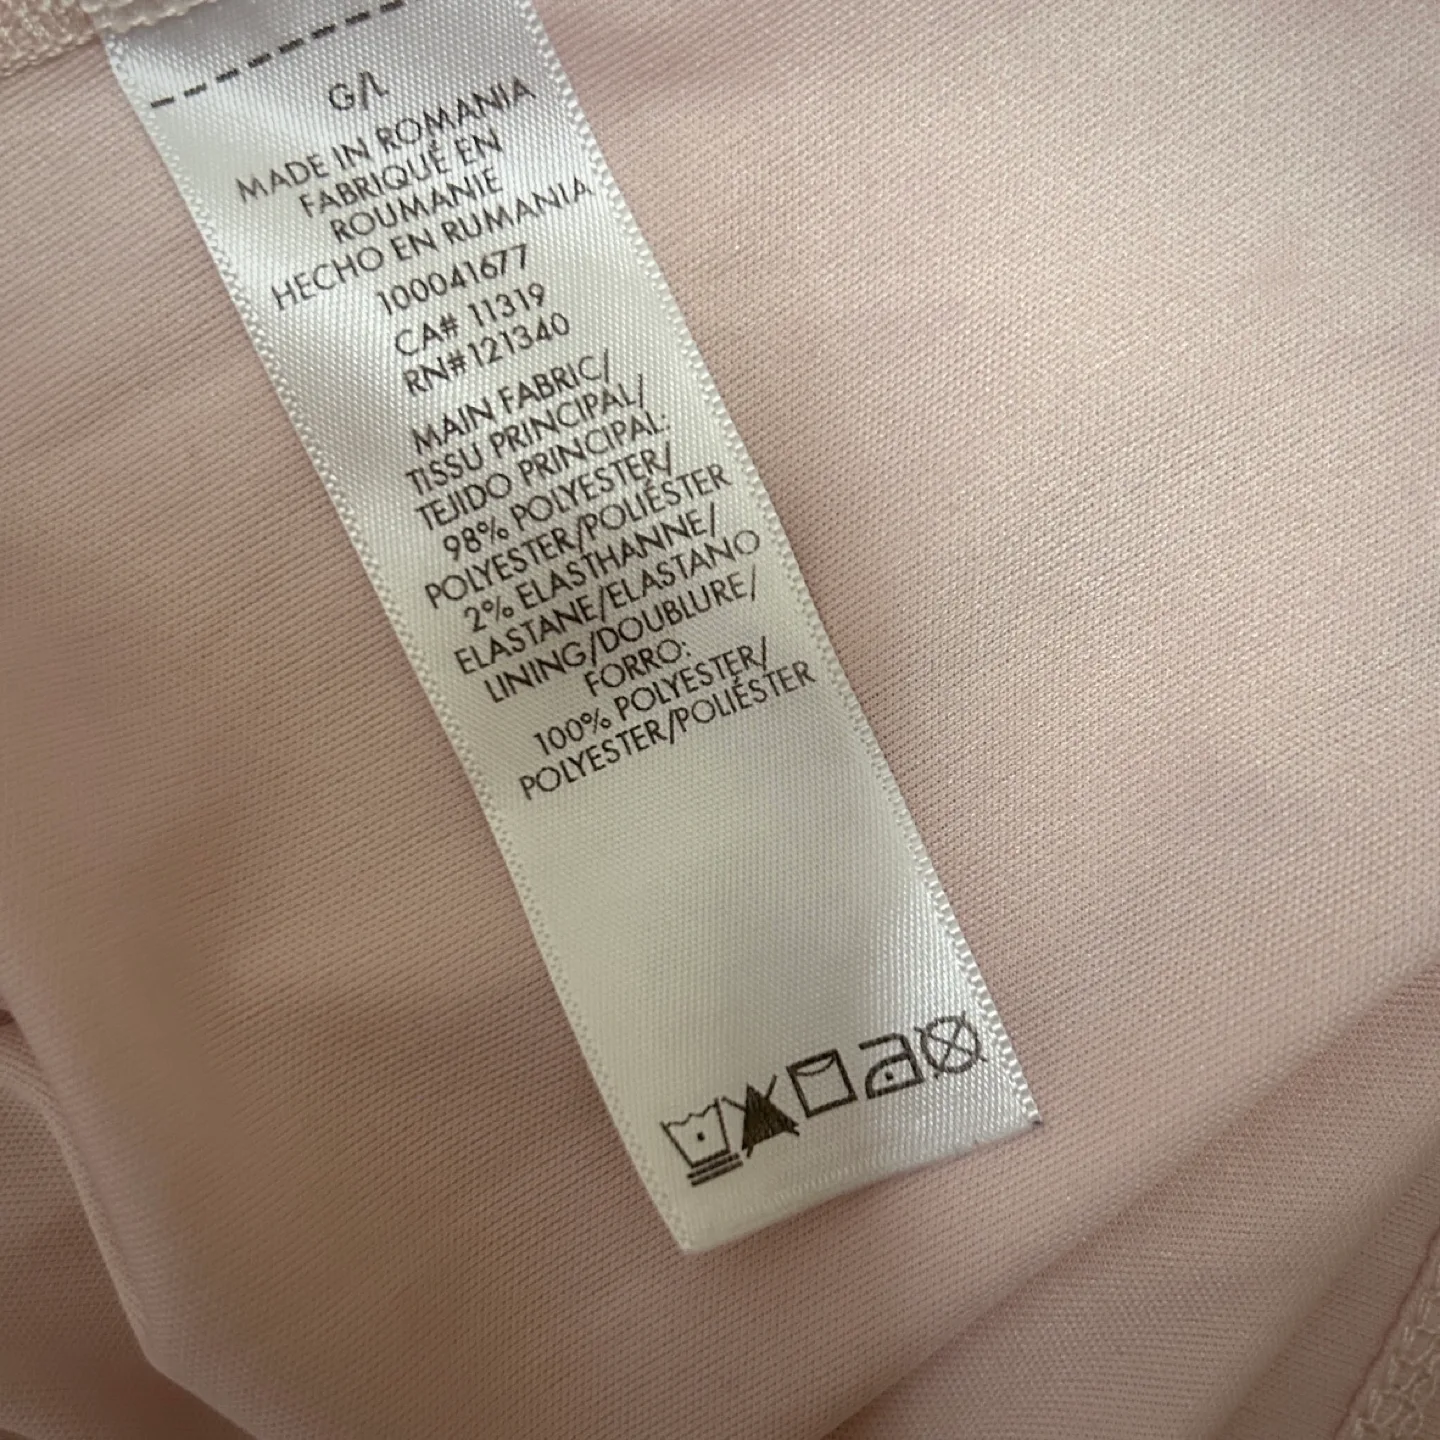 G/L
MADE IN ROMANIA
FABRIQUÉ EN
ROUMANIE
HECHO EN RUMANIA
100041677
CA# 11319
RN#121340
MAIN FABRIC/
TISSU PRINCIPAL/
TEJIDO PRINCIPAL:
98% POLYESTER/
POLYESTER/POLIÉSTER
2% ELASTHANNE/
ELASTANE/ELASTANO
LINING/DOUBLURE/
FORRO:
100% POLYESTER/
POLYESTER/POLIÉSTER